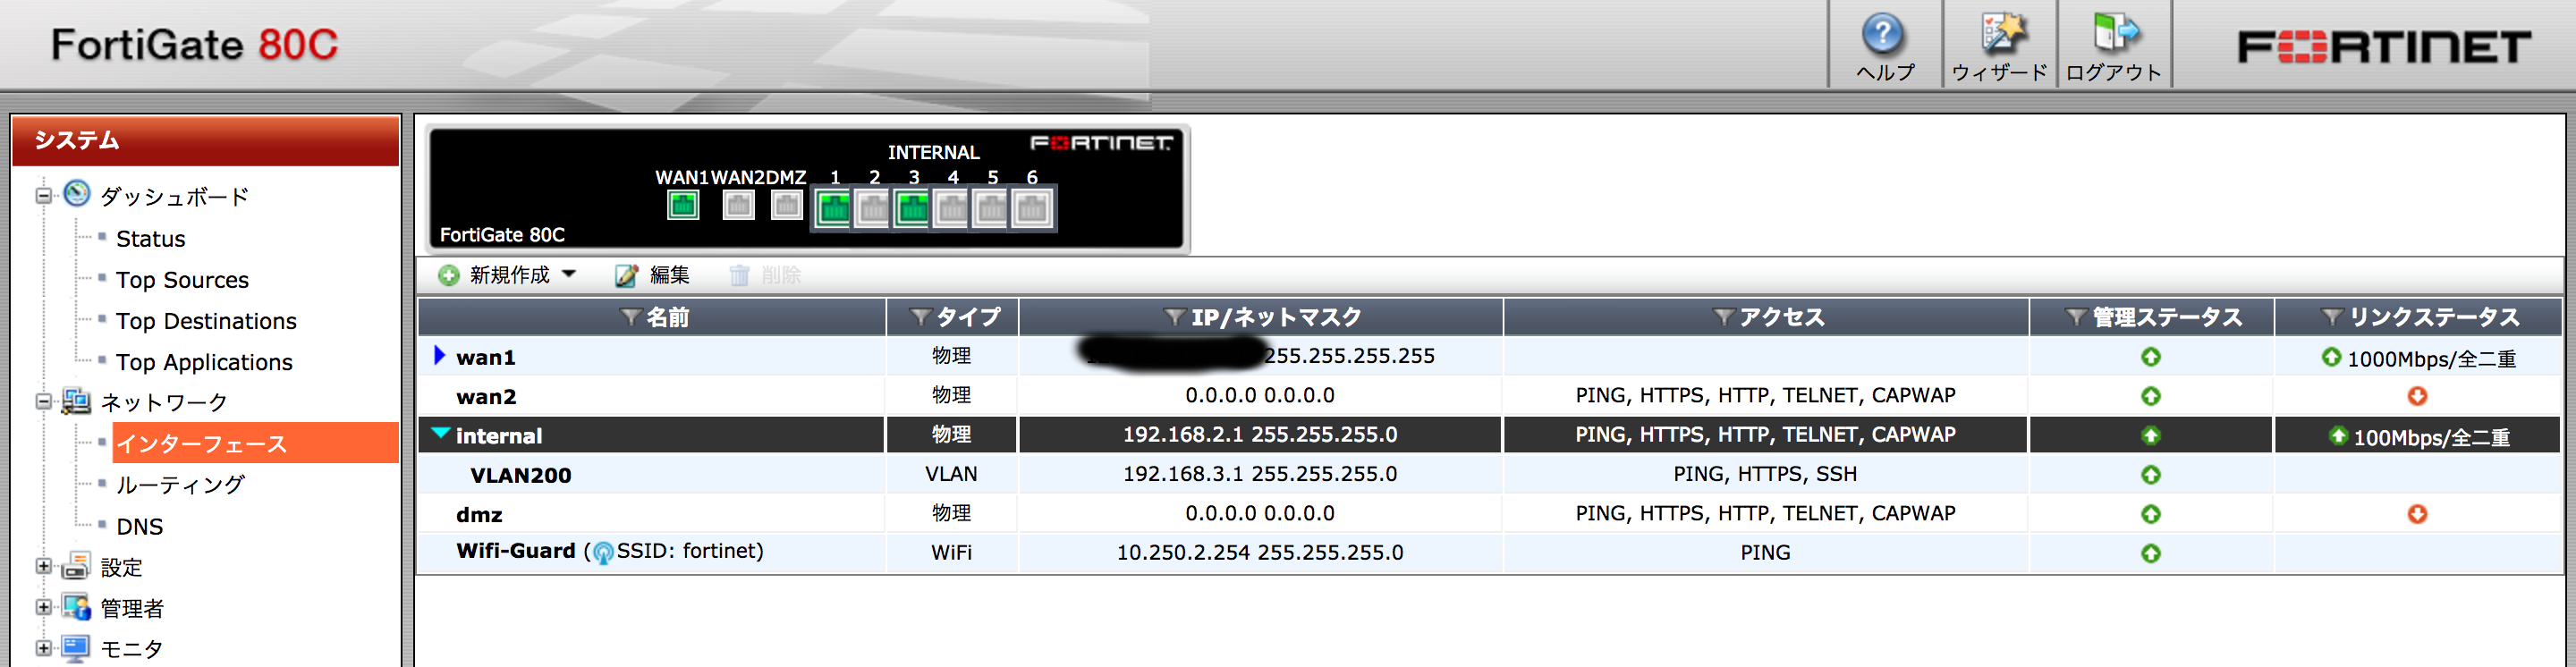 FortiGate 80C
ヘルプ
ウィザード
ログアウト
FORTINET
システム
ダッシュボード
Status
Top Sources
Top Destinations
Top Applications
ネットワーク
インターフェース
ルーティング
DNS
設定
管理者
モニタ
FORTINET
INTERNAL
WAN1 WAN2 DMZ 1 2 3 4 5 6
FortiGate 80C
新規作成 編集 削除
名前 タイプ IP/ネットマスク アクセス 管理ステータス リンクステータス
wan1 物理 255.255.255.255 1000Mbps/全二重
wan2 物理 0.0.0.0 0.0.0.0 PING, HTTPS, HTTP, TELNET, CAPWAP
internal 物理 192.168.2.1 255.255.255.0 PING, HTTPS, HTTP, TELNET, CAPWAP 100Mbps/全二重
VLAN200 VLAN 192.168.3.1 255.255.255.0 PING, HTTPS, SSH
dmz 物理 0.0.0.0 0.0.0.0 PING, HTTPS, HTTP, TELNET, CAPWAP
Wifi-Guard (SSID: fortinet) WiFi 10.250.2.254 255.255.255.0 PING